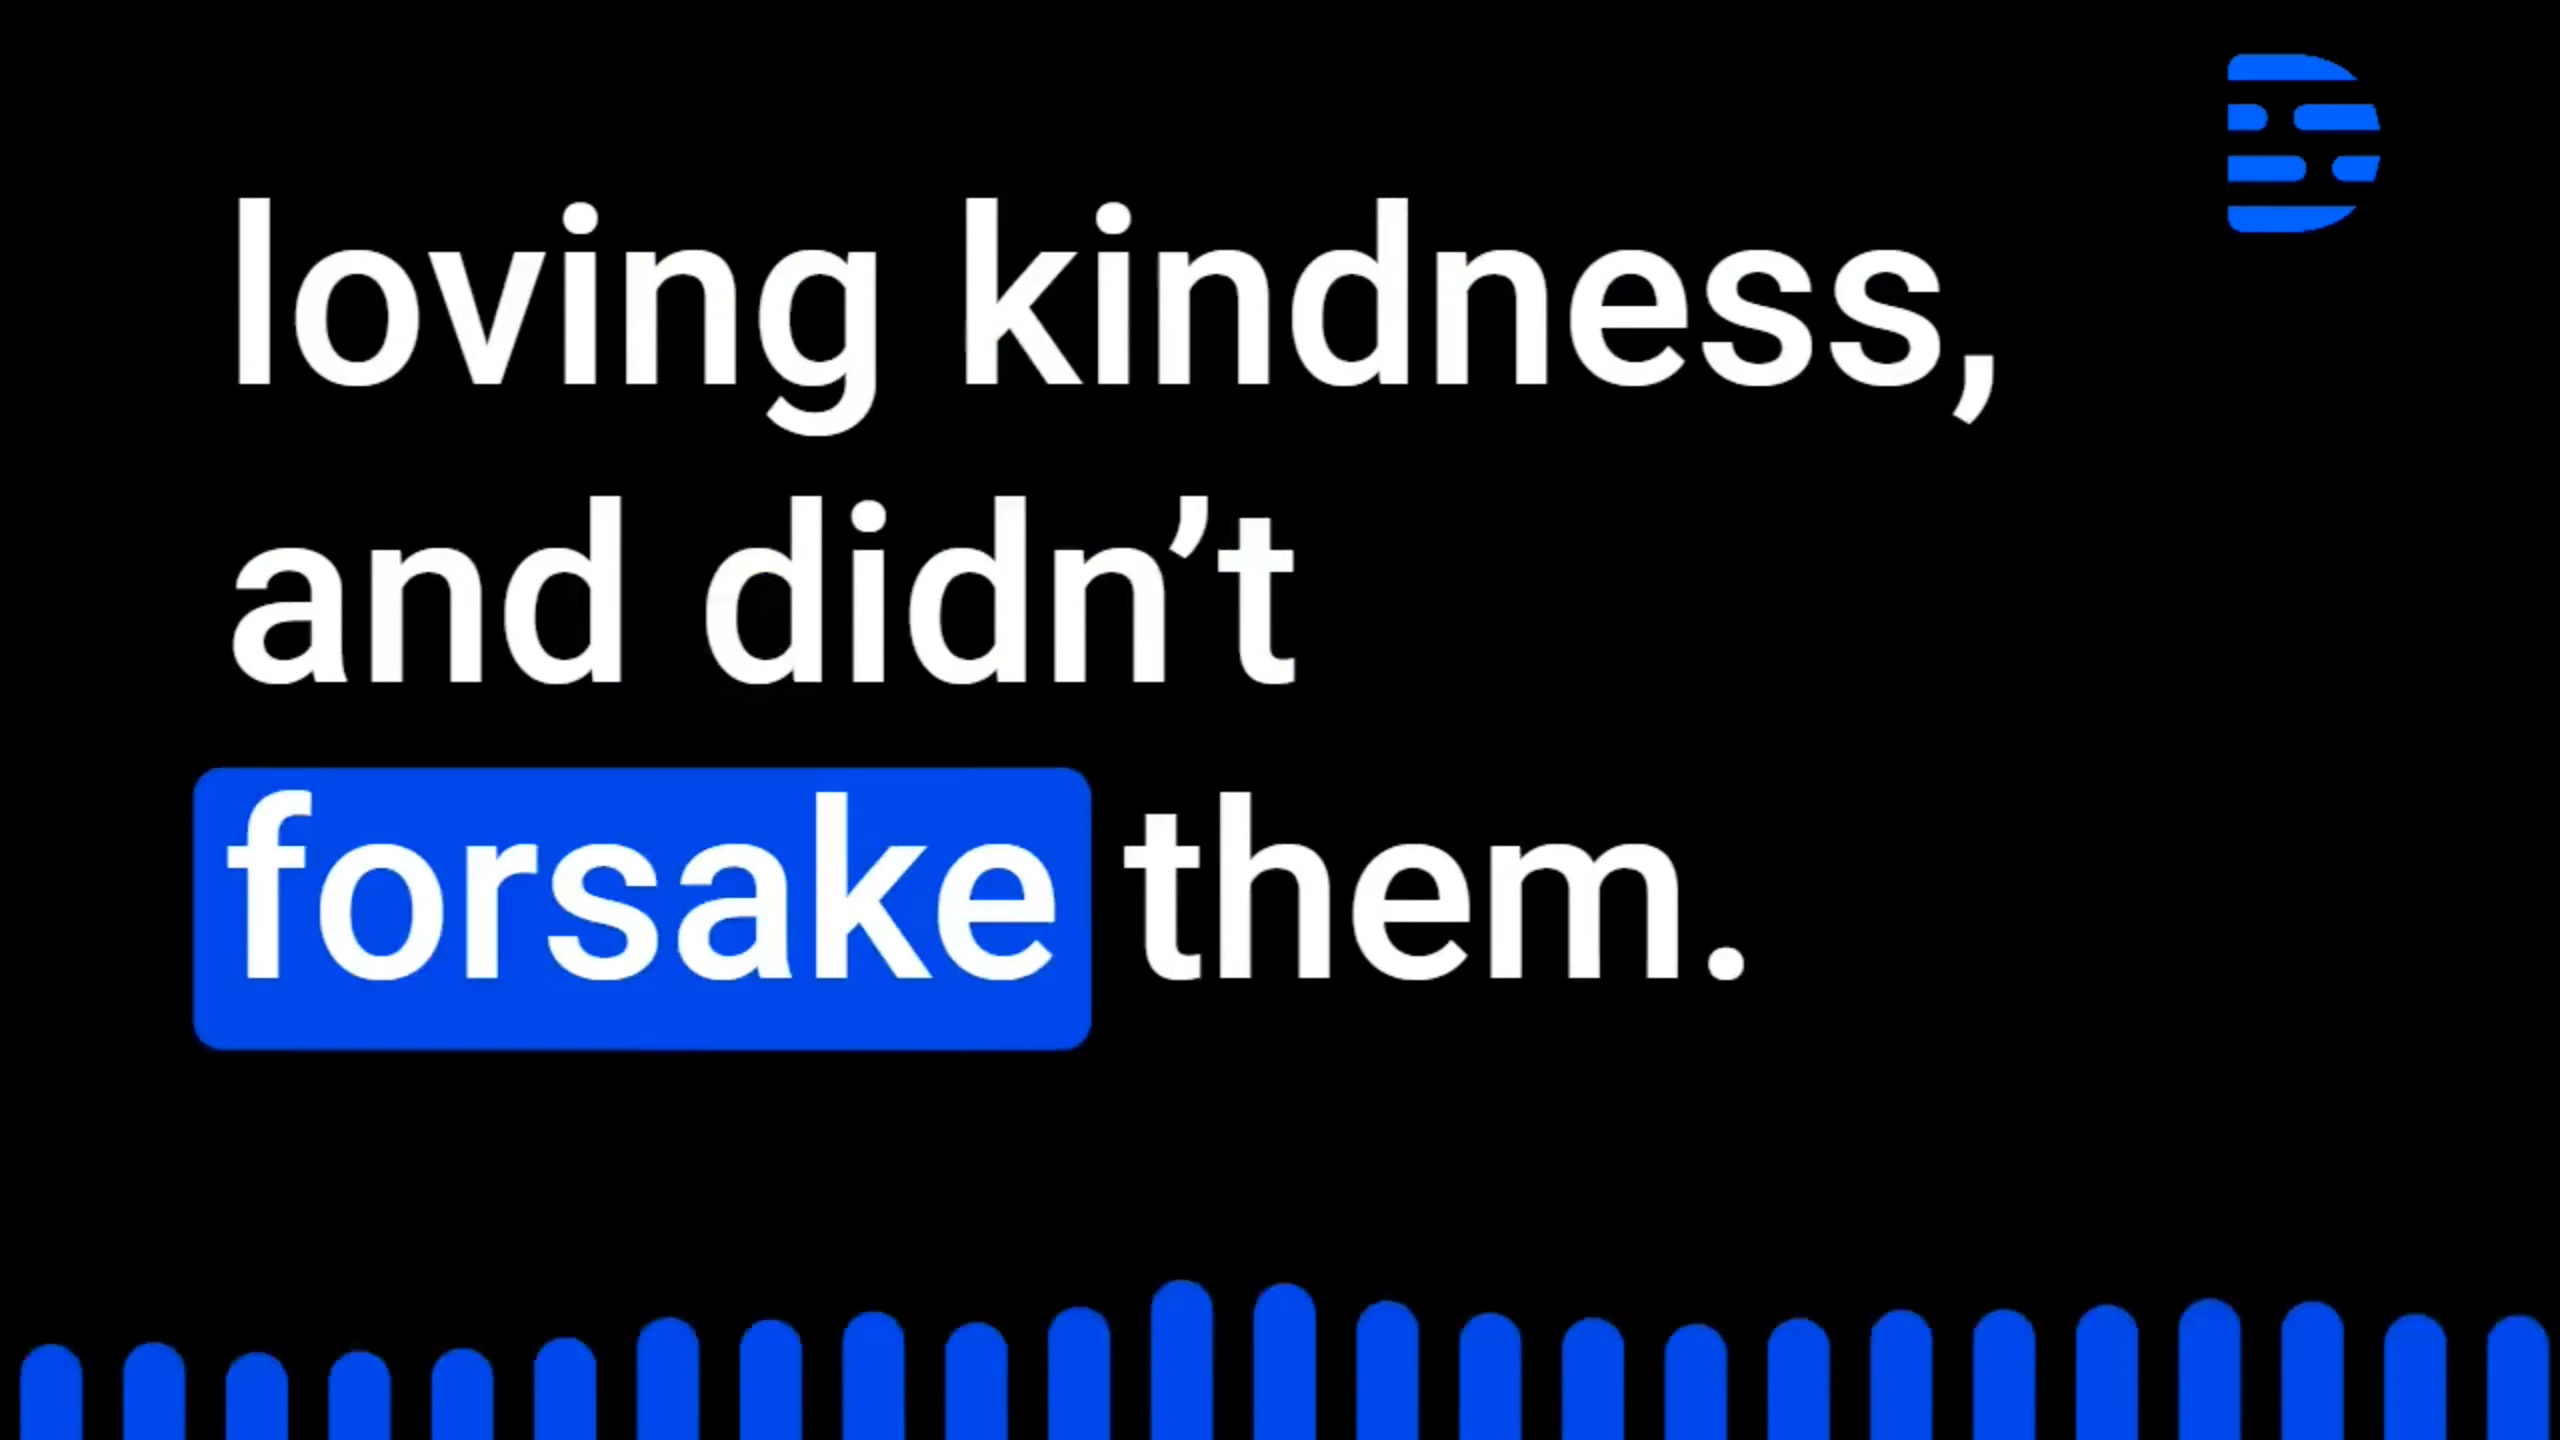 loving kindness,
and didn’t
forsake them.